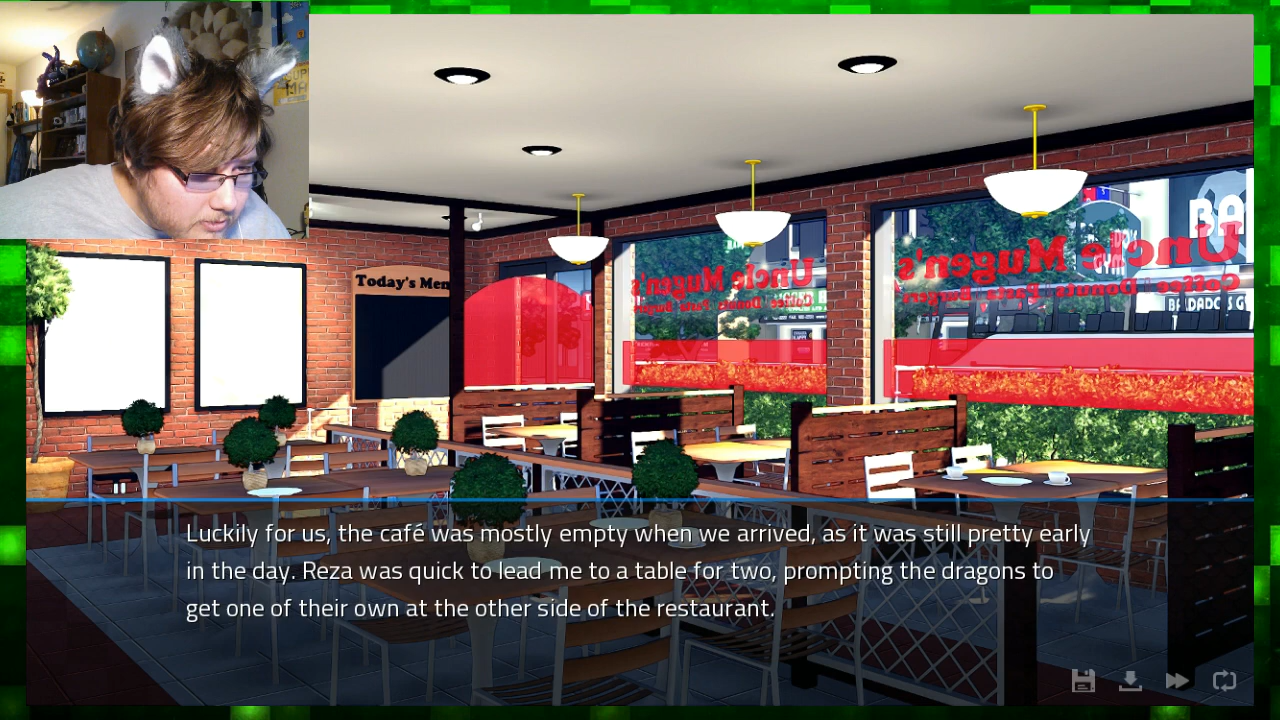 Today's Men
Uncle Mugen's
Coffee Donuts Pasta Burgers
Uncle Mugen's
Coffee Donuts Pasta Burgers
GYM
BA
Luckily for us, the café was mostly empty when we arrived, as it was still pretty early
in the day. Reza was quick to lead me to a table for two, prompting the dragons to
get one of their own at the other side of the restaurant.